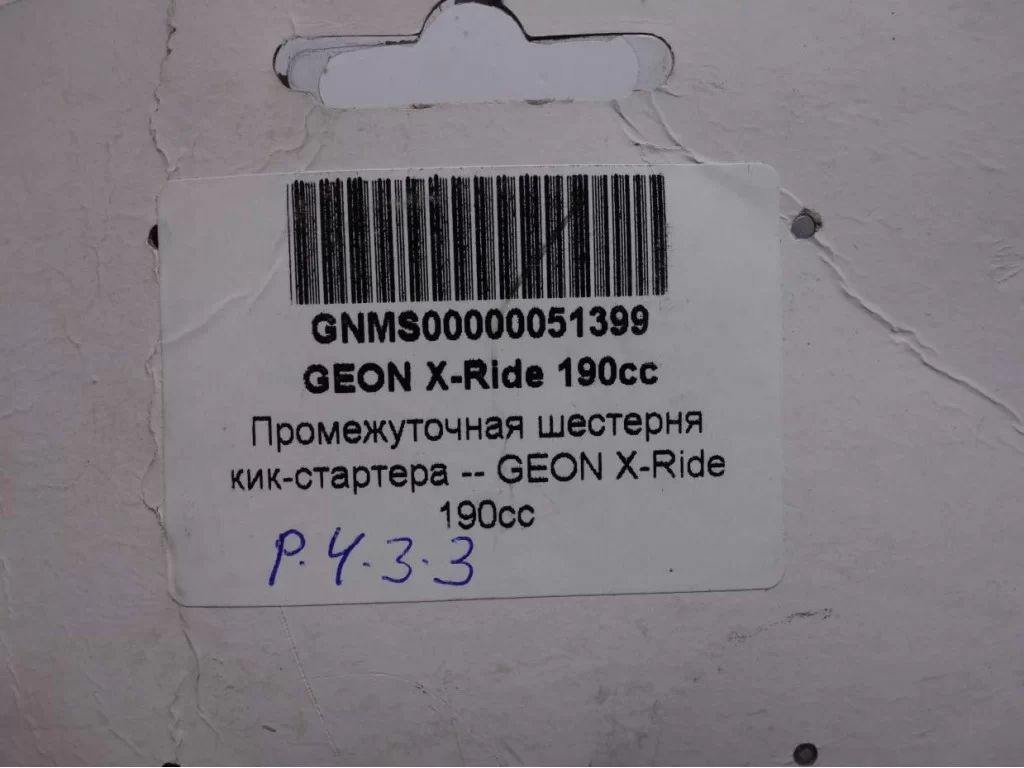 GNMS00000051399
GEON X-Ride 190cc
Промежуточная шестерня
кик-стартера -- GEON X-Ride
190cc
Р.4.3.3